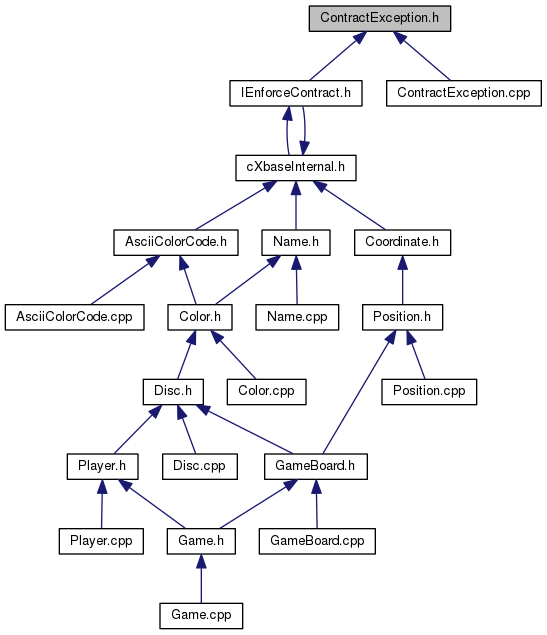 ContractException.h
IEnforceContract.h
ContractException.cpp
cXbaseInternal.h
AsciiColorCode.h
Name.h
Coordinate.h
AsciiColorCode.cpp
Color.h
Name.cpp
Position.h
Disc.h
Color.cpp
Position.cpp
Player.h
Disc.cpp
GameBoard.h
Player.cpp
Game.h
GameBoard.cpp
Game.cpp